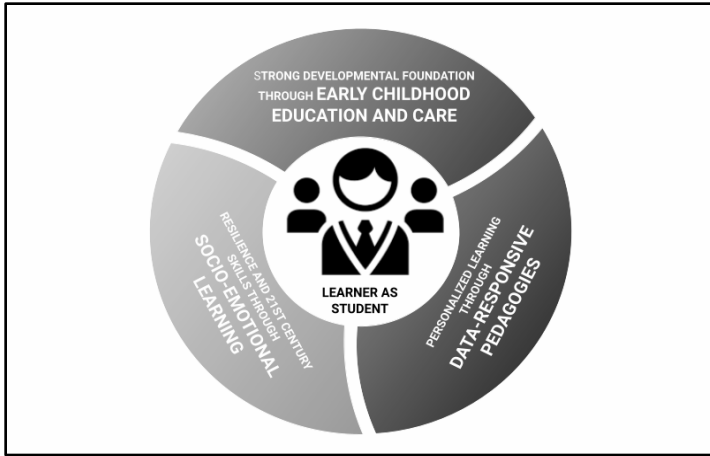 STRONG DEVELOPMENTAL FOUNDATION
THROUGH EARLY CHILDHOOD
EDUCATION AND CARE
RESILIENCE AND 21ST CENTURY
SKILLS THROUGH
SOCIO-EMOTIONAL
LEARNING
PERSONALIZED LEARNING
THROUGH
DATA-RESPONSIVE
PEDAGOGIES
LEARNER AS
STUDENT